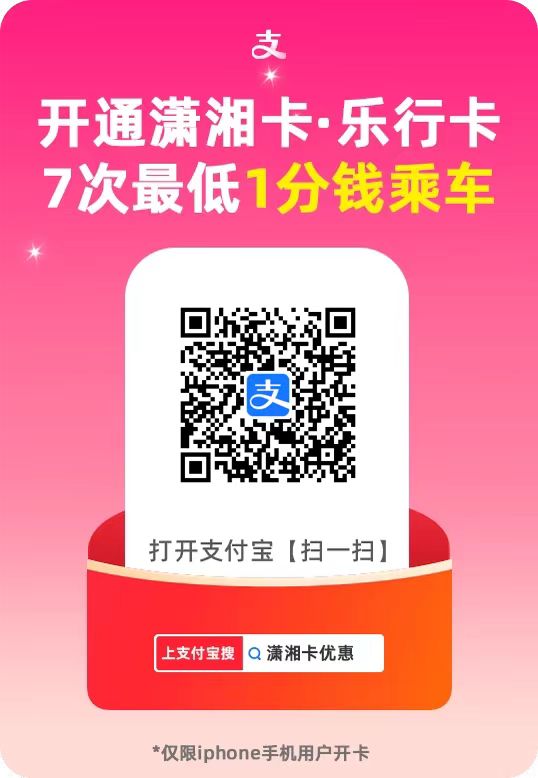 支
开通潇湘卡·乐行卡
7次最低1分钱乘车
支
打开支付宝【扫一扫】
上支付宝搜 潇湘卡优惠
*仅限iphone手机用户开卡